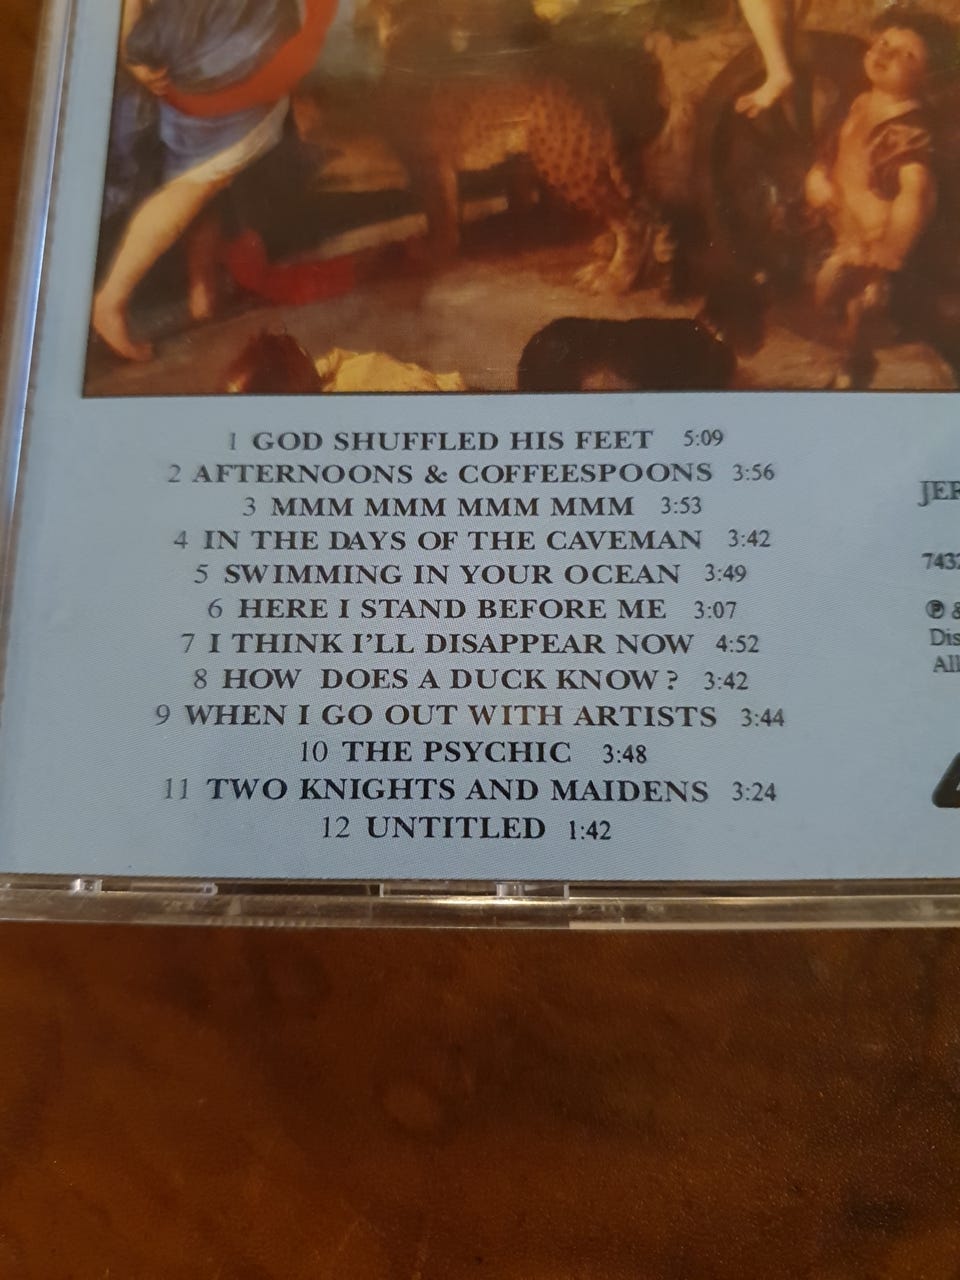 1 GOD SHUFFLED HIS FEET 5:09
2 AFTERNOONS & COFFEESPOONS 3:56
3 MMM MMM MMM MMM 3:53
4 IN THE DAYS OF THE CAVEMAN 3:42
5 SWIMMING IN YOUR OCEAN 3:49
6 HERE I STAND BEFORE ME 3:07
7 I THINK I'LL DISAPPEAR NOW 4:52
8 HOW DOES A DUCK KNOW? 3:42
9 WHEN I GO OUT WITH ARTISTS 3:44
10 THE PSYCHIC 3:48
11 TWO KNIGHTS AND MAIDENS 3:24
12 UNTITLED 1:42
JER
7432
℗ &
Dis
All